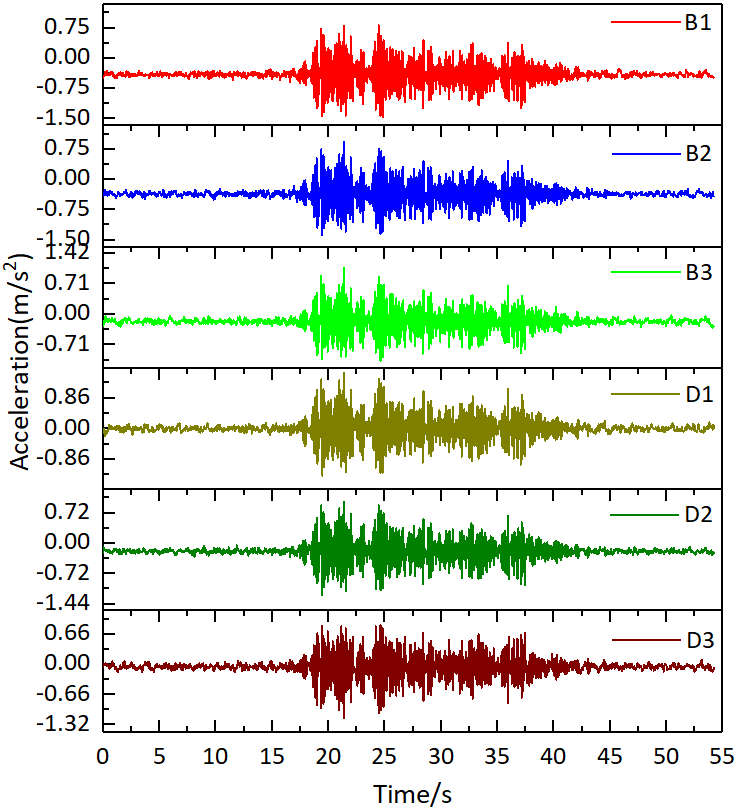 0.75
B1
0.00
-0.75
-1.50
0.75
B2
0.00
-0.75
-1.50
1.42
0.71
B3
0.00
-0.71
0.86
D1
0.00
-0.86
0.72
D2
0.00
-0.72
-1.44
0.66
D3
0.00
-0.66
-1.32
Acceleration(m/s²)
0 5 10 15 20 25 30 35 40 45 50 55
Time/s